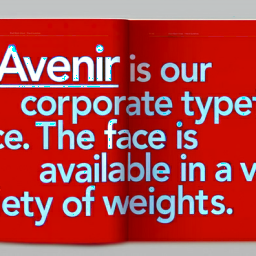 Avenir is our
corporate typef
ce. The face is
available in a v
ety of weights.